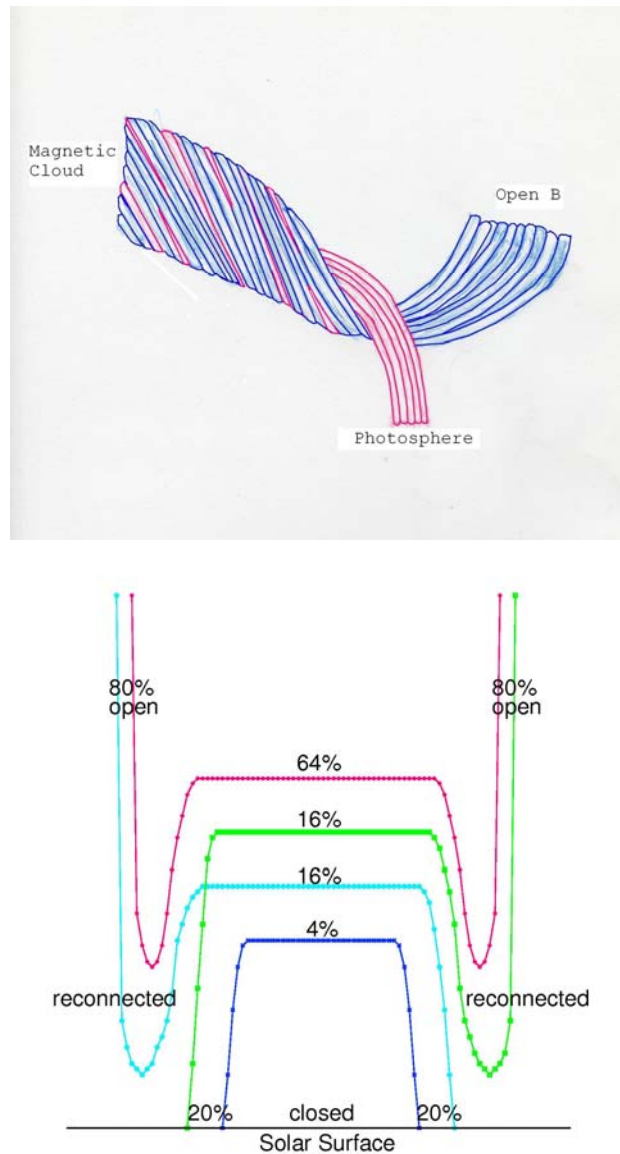 Magnetic
Cloud
Open B
Photosphere
80%
open
80%
open
64%
16%
16%
4%
reconnected
reconnected
20%
closed
20%
Solar Surface